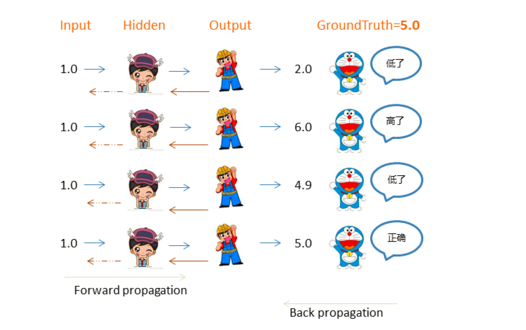 Input Hidden Output GroundTruth=5.0
1.0 2.0 低了
1.0 6.0 高了
1.0 4.9 低了
1.0 5.0 正确
Forward propagation
Back propagation